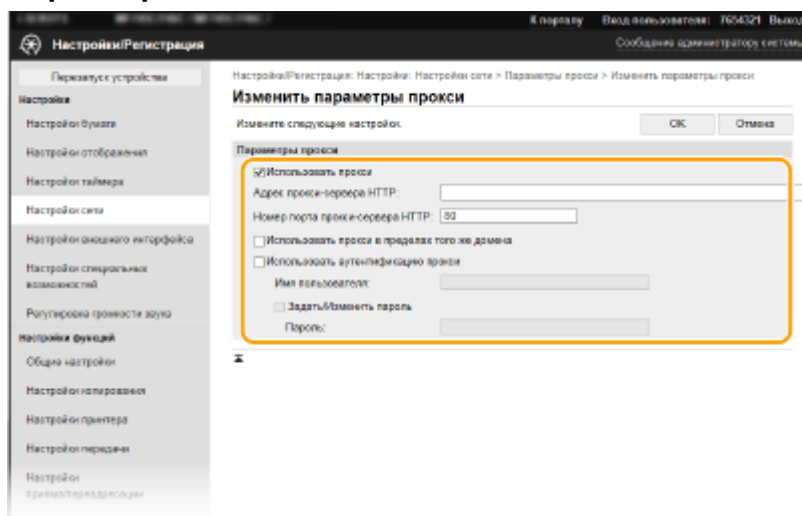 К порталу Вход пользователя: 7654321 Выход
Настройки/Регистрация
Сообщение администратору системы
Перезапуск устройства
Настройки
Настройки бумаги
Настройки отображения
Настройки таймера
Настройки сети
Настройки внешнего интерфейса
Настройки специальных
возможностей
Регулировка громкости звука
Настройки функций
Общие настройки
Настройки копирования
Настройки принтера
Настройки передачи
Настройки
приема/переадресации
Настройки/Регистрация: Настройки: Настройки сети > Параметры прокси > Изменить параметры прокси
Изменить параметры прокси
Измените следующие настройки.
OK
Отмена
Параметры прокси
Использовать прокси
Адрес прокси-сервера HTTP:
Номер порта прокси-сервера HTTP: 80
Использовать прокси в пределах того же домена
Использовать аутентификацию прокси
Имя пользователя:
Задать/Изменить пароль
Пароль: